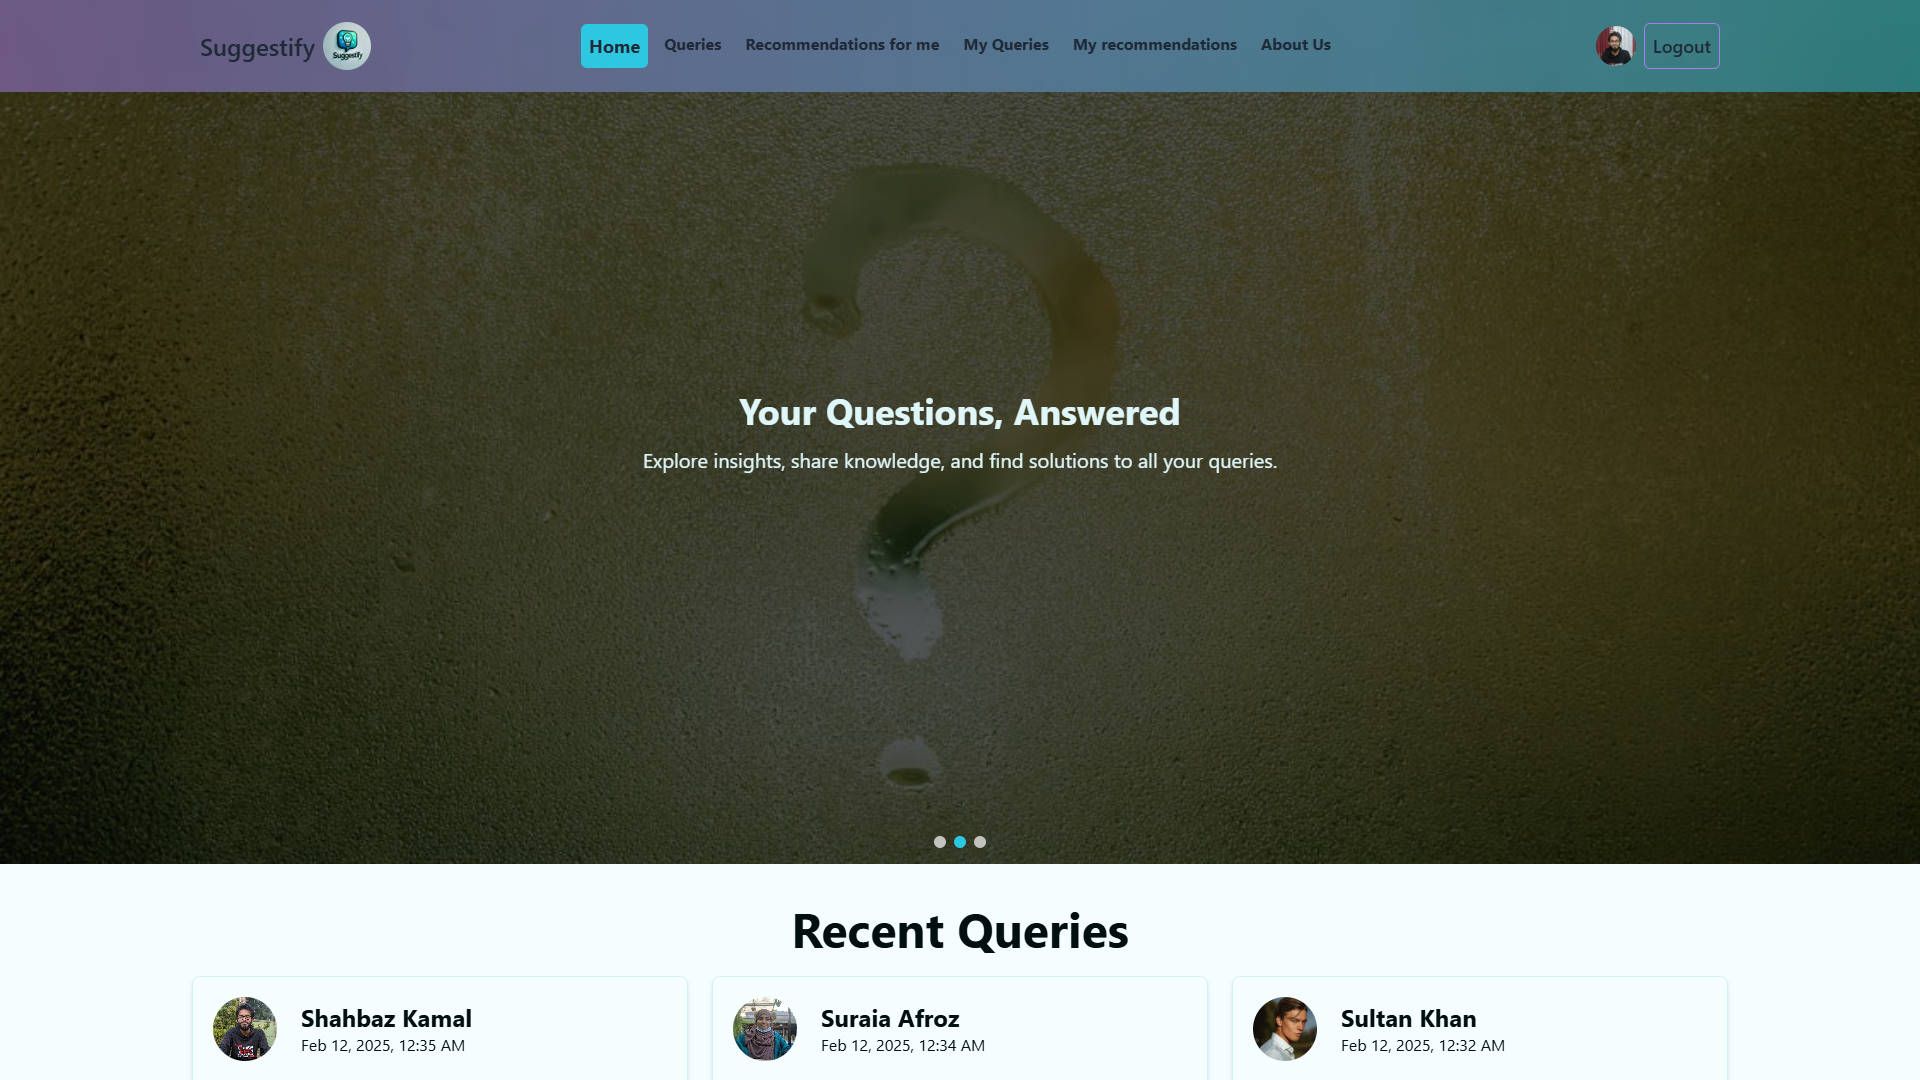 Suggestify
Suggestify
Home
Queries
Recommendations for me
My Queries
My recommendations
About Us
Logout
Your Questions, Answered
Explore insights, share knowledge, and find solutions to all your queries.
Recent Queries
Shahbaz Kamal
Feb 12, 2025, 12:35 AM
Suraia Afroz
Feb 12, 2025, 12:34 AM
Sultan Khan
Feb 12, 2025, 12:32 AM